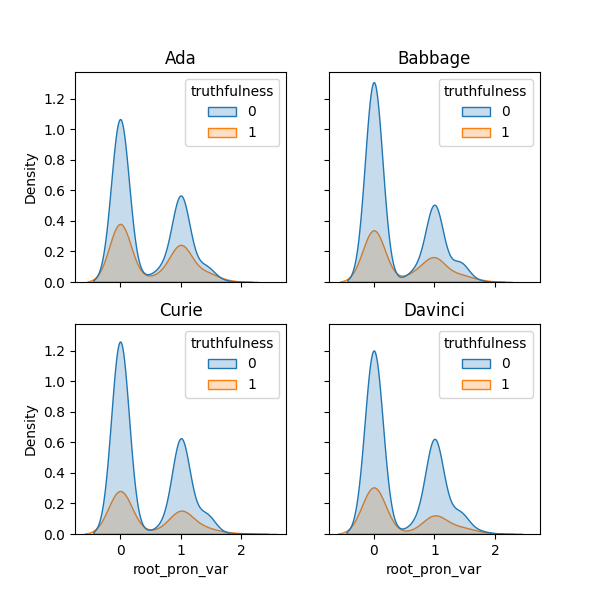 Ada
Babbage
truthfulness
0
1
truthfulness
0
1
Density
1.2
1.0
0.8
0.6
0.4
0.2
0.0
Curie
Davinci
truthfulness
0
1
truthfulness
0
1
Density
1.2
1.0
0.8
0.6
0.4
0.2
0.0
0 1 2
0 1 2
root_pron_var
root_pron_var